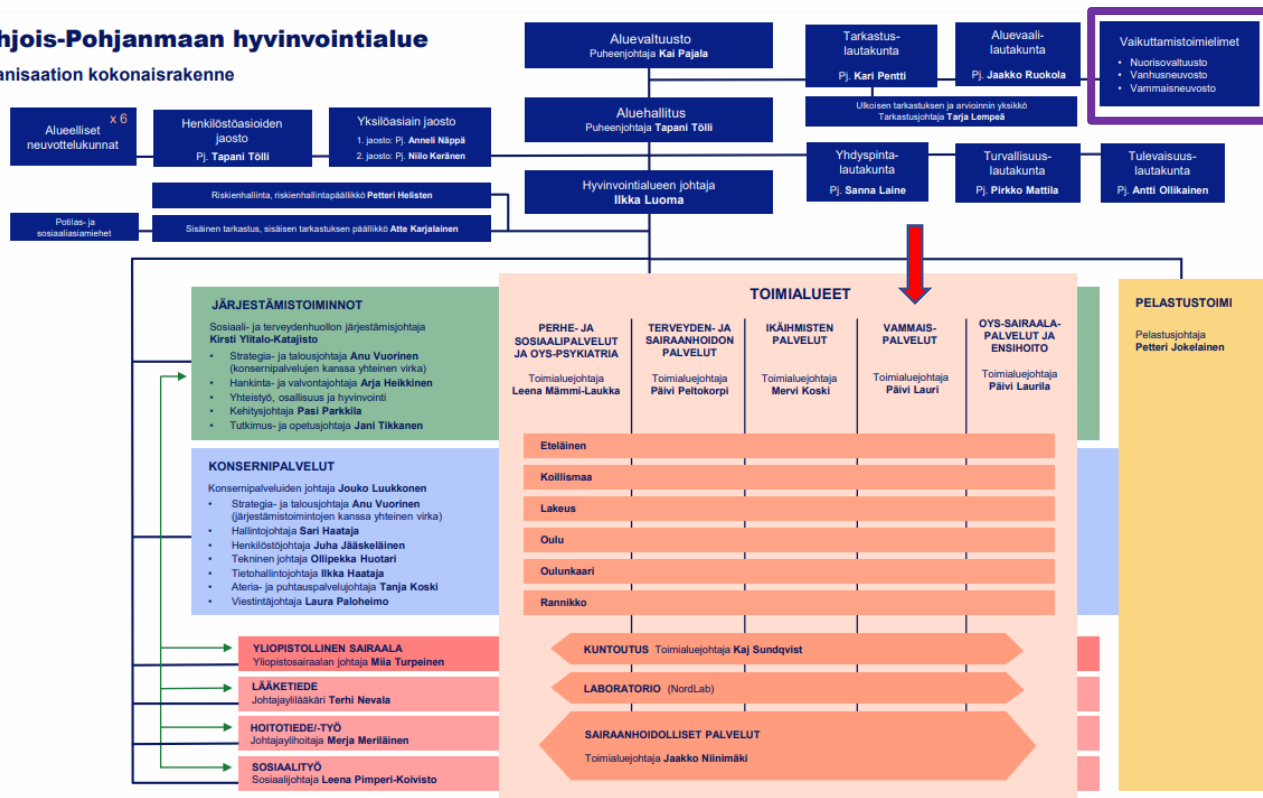 hjois-Pohjanmaan hyvinvointialue
anisaation kokonaisrakenne
Aluevaltuusto
Puheenjohtaja Kai Pajala
Tarkastus-
lautakunta
Pj. Kari Pentti
Aluevaali-
lautakunta
Pj. Jaakko Ruokola
Vaikuttamistoimielimet
• Nuorisovaltuusto
• Vanhusneuvosto
• Vammaisneuvosto
Ulkoisen tarkastuksen ja arvioinnin yksikkö
Tarkastusjohtaja Tarja Lempeä
x 6
Alueelliset
neuvottelukunnat
Henkilöstöasioiden
jaosto
Pj. Tapani Tölli
Yksilöasiain jaosto
1. jaosto: Pj. Anneli Näppä
2. jaosto: Pj. Niilo Keränen
Aluehallitus
Puheenjohtaja Tapani Tölli
Yhdyspinta-
lautakunta
Pj. Sanna Laine
Turvallisuus-
lautakunta
Pj. Pirkko Mattila
Tulevaisuus-
lautakunta
Pj. Antti Ollikainen
Hyvinvointialueen johtaja
Ilkka Luoma
Riskienhallinta, riskienhallintapäällikkö Petteri Helisten
Potilas- ja
sosiaaliasiamiehet
Sisäinen tarkastus, sisäisen tarkastuksen päällikkö Atte Karjalainen
JÄRJESTÄMISTOIMINNOT
Sosiaali- ja terveydenhuollon järjestämisjohtaja
Kirsti Ylitalo-Katajisto
• Strategia- ja talousjohtaja Anu Vuorinen
(konsernipalvelujen kanssa yhteinen virka)
• Hankinta- ja valvontajohtaja Arja Heikkinen
• Yhteistyö, osallisuus ja hyvinvointi
• Kehitysjohtaja Pasi Parkkila
• Tutkimus- ja opetusjohtaja Jani Tikkanen
KONSERNIPALVELUT
Konsernipalveluiden johtaja Jouko Luukkonen
• Strategia- ja talousjohtaja Anu Vuorinen
(järjestämistoimintojen kanssa yhteinen virka)
• Hallintojohtaja Sari Haataja
• Henkilöstöjohtaja Juha Jääskeläinen
• Tekninen johtaja Ollipekka Huotari
• Tietohallintojohtaja Ilkka Haataja
• Ateria- ja puhtauspalvelujohtaja Tanja Koski
• Viestintäjohtaja Laura Paloheimo
YLIOPISTOLLINEN SAIRAALA
Yliopistosairaalan johtaja Miia Turpeinen
LÄÄKETIEDE
Johtajaylilääkäri Terhi Nevala
HOITOTIEDE/-TYÖ
Johtajaylihoitaja Merja Meriläinen
SOSIAALITYÖ
Sosiaalijohtaja Leena Pimperi-Koivisto
TOIMIALUEET
PERHE- JA
SOSIAALIPALVELUT
JA OYS-PSYKIATRIA
Toimialuejohtaja
Leena Mämmi-Laukka
TERVEYDEN- JA
SAIRAANHOIDON
PALVELUT
Toimialuejohtaja
Päivi Peltokorpi
IKÄIHMISTEN
PALVELUT
Toimialuejohtaja
Mervi Koski
VAMMAIS-
PALVELUT
Toimialuejohtaja
Päivi Lauri
OYS-SAIRAALA-
PALVELUT JA
ENSIHOITO
Toimialuejohtaja
Päivi Laurila
Eteläinen
Koillismaa
Lakeus
Oulu
Oulunkaari
Rannikko
KUNTOUTUS Toimialuejohtaja Kaj Sundqvist
LABORATORIO (NordLab)
SAIRAANHOIDOLLISET PALVELUT
Toimialuejohtaja Jaakko Niinimäki
PELASTUSTOIMI
Pelastusjohtaja
Petteri Jokelainen